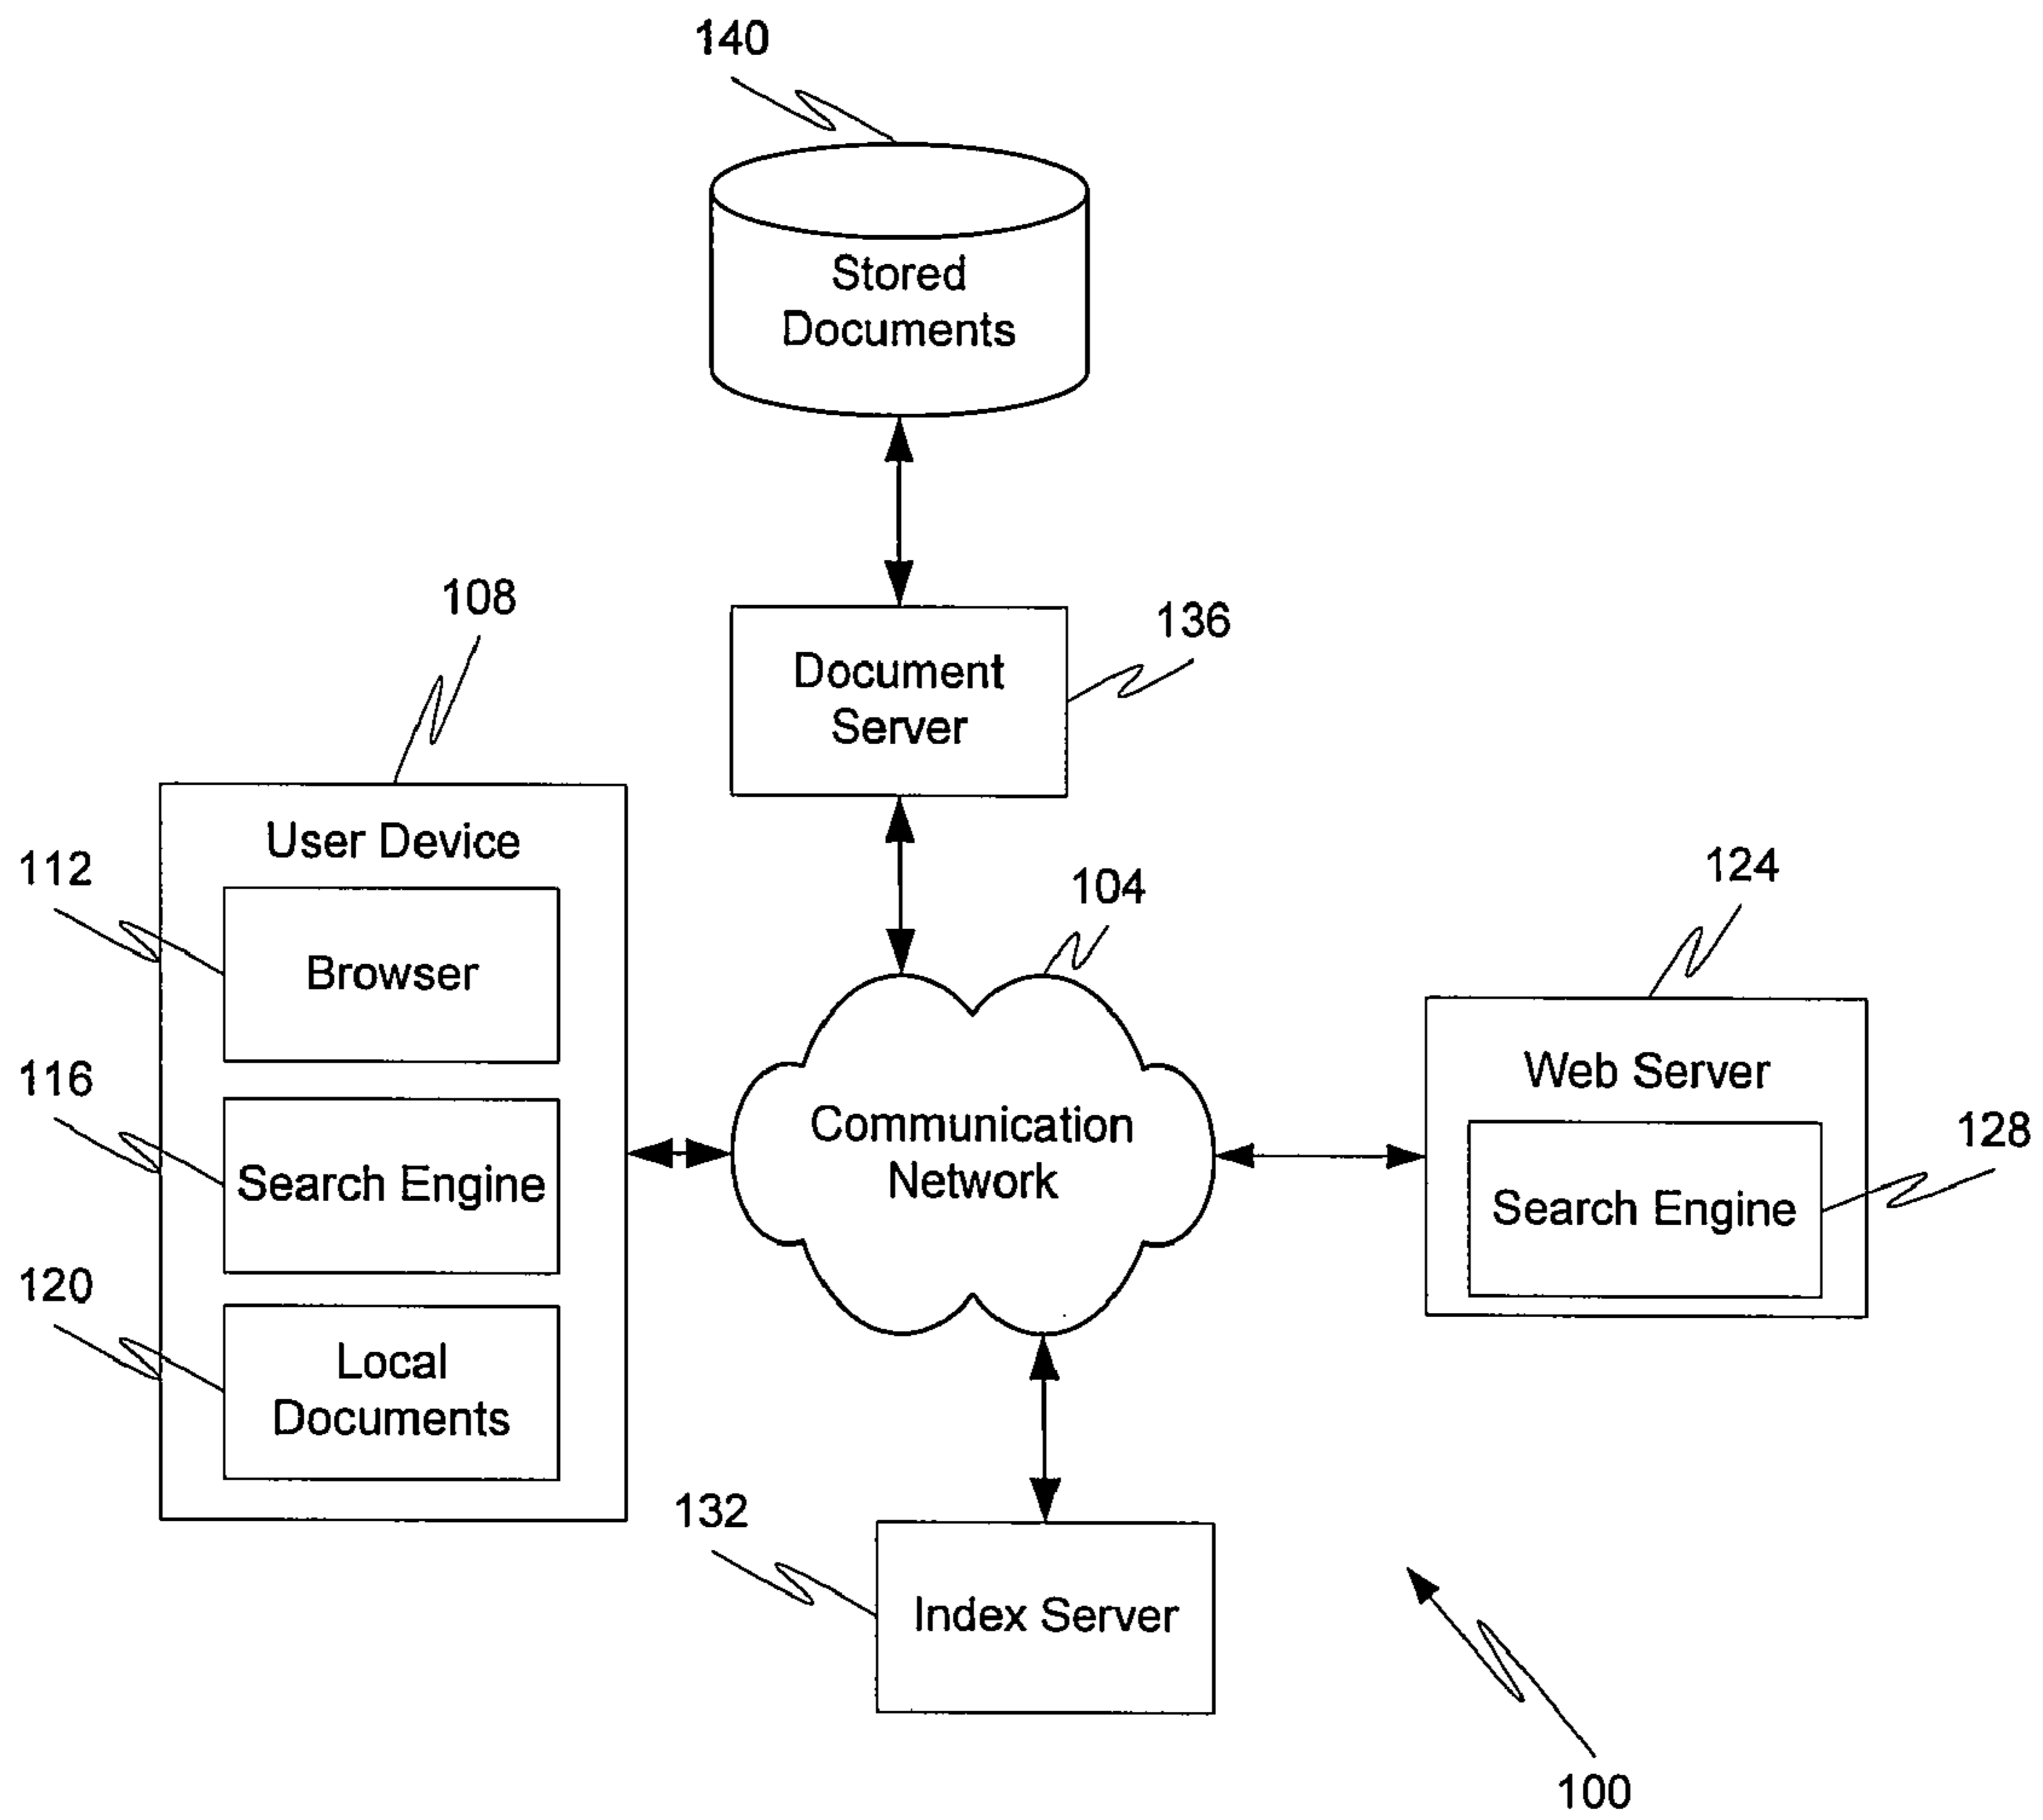 140
Stored
Documents
108
136
Document
Server
User Device
112
Browser
104
124
116
Search Engine
Communication
Network
Web Server
128
Search Engine
120
Local
Documents
132
Index Server
100